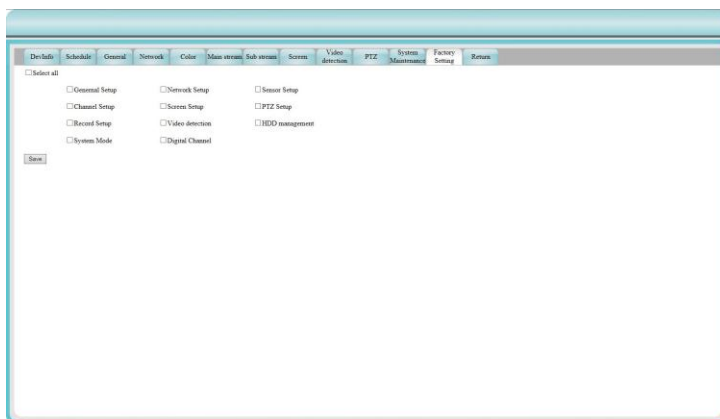 DevInfo Schedule General Network Color Main stream Sub stream Screen Video detection PTZ System Maintenance Factory Setting Return
Select all
Genernal Setup Network Setup Sensor Setup
Channel Setup Screen Setup PTZ Setup
Record Setup Video detection HDD management
System Mode Digital Channel
Save